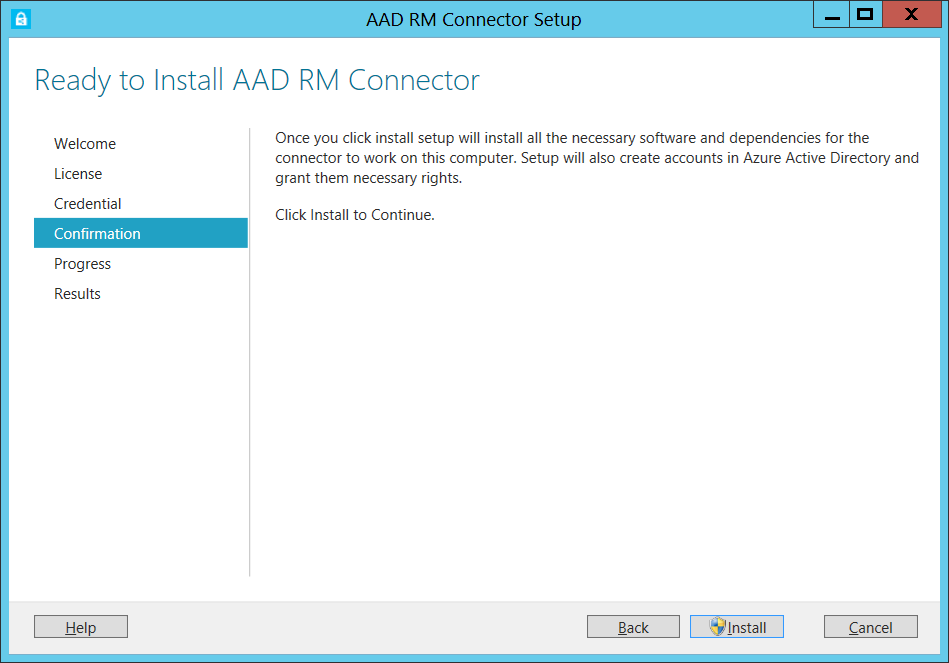 AAD RM Connector Setup
Ready to Install AAD RM Connector
Welcome
License
Credential
Confirmation
Progress
Results
Once you click install setup will install all the necessary software and dependencies for the
connector to work on this computer. Setup will also create accounts in Azure Active Directory and
grant them necessary rights.
Click Install to Continue.
Help
Back
Install
Cancel